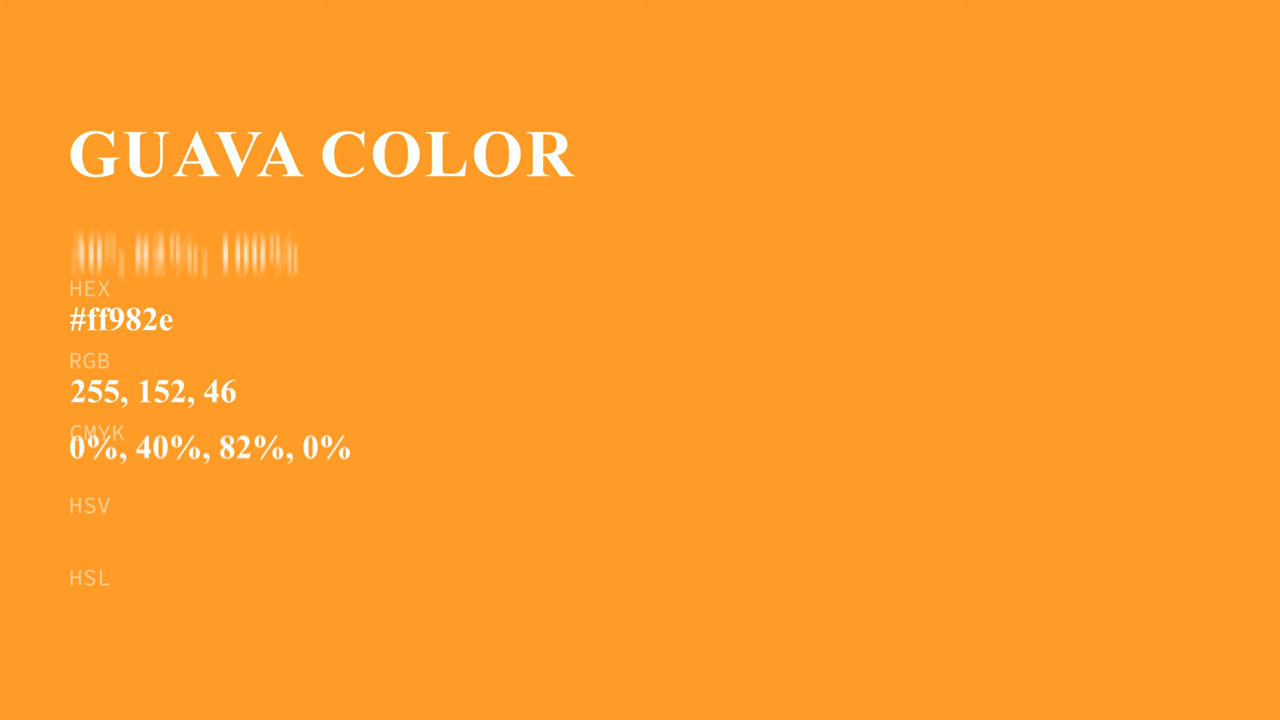 GUAVA COLOR
HEX
#ff982e
RGB
255, 152, 46
CMYK
0%, 40%, 82%, 0%
HSV
HSL